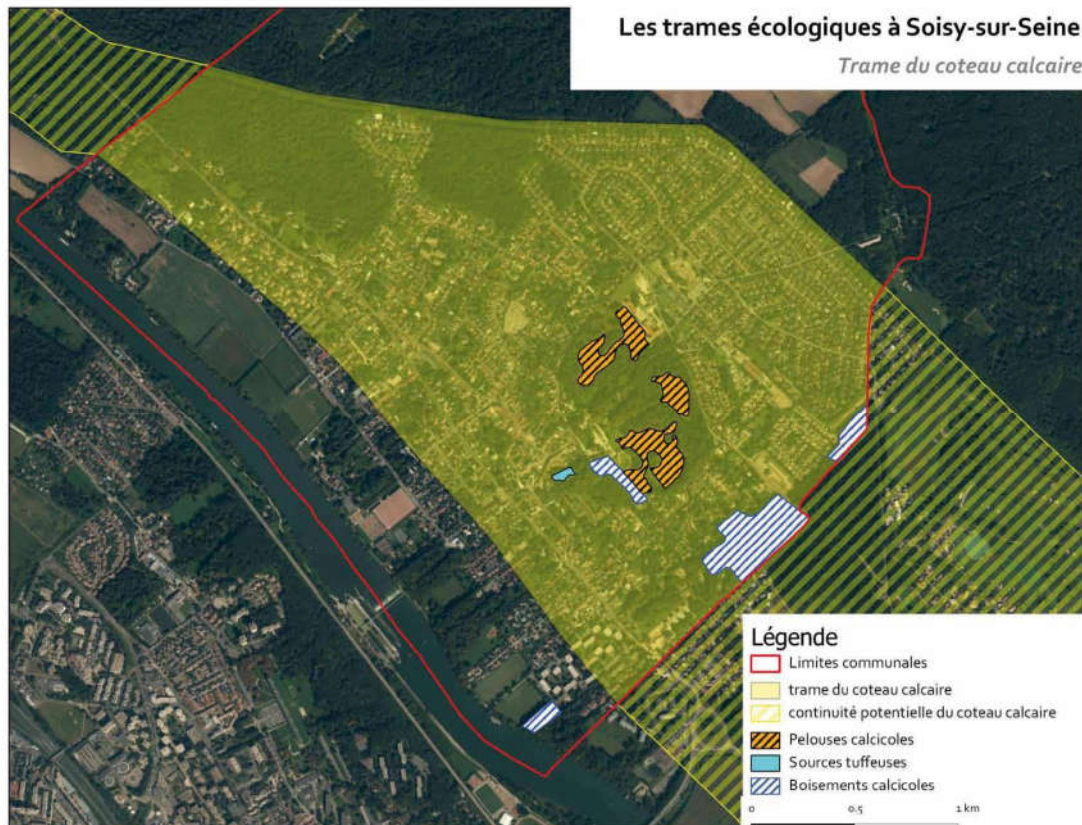 Les trames écologiques à Soisy-sur-Seine
Trame du coteau calcaire
Légende
Limites communales
trame du coteau calcaire
continuité potentielle du coteau calcaire
Pelouses calcicoles
Sources tuffeuses
Boisements calcicoles
0 0.5 1 km